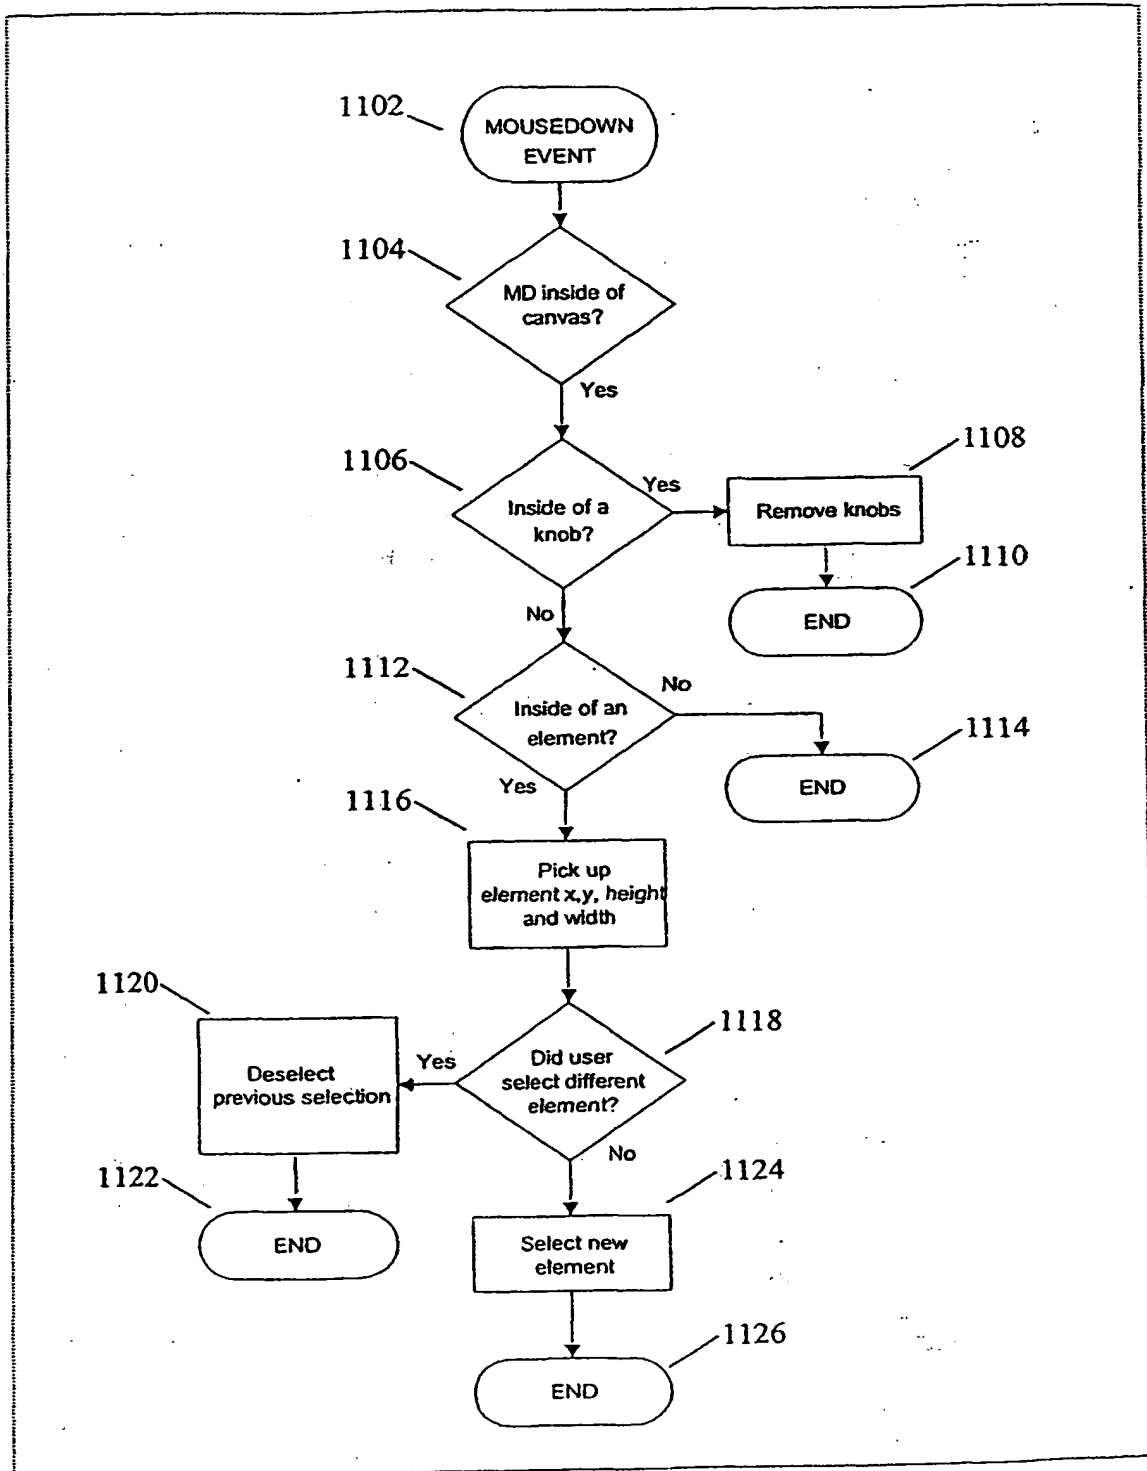 1102
MOUSEDOWN
EVENT
1104
MD inside of
canvas?
Yes
1106
Inside of a
knob?
Yes
1108
Remove knobs
1110
END
No
1112
Inside of an
element?
No
1114
END
Yes
1116
Pick up
element x,y, height
and width
1118
Did user
select different
element?
Yes
1120
Deselect
previous selection
1122
END
No
1124
Select new
element
1126
END